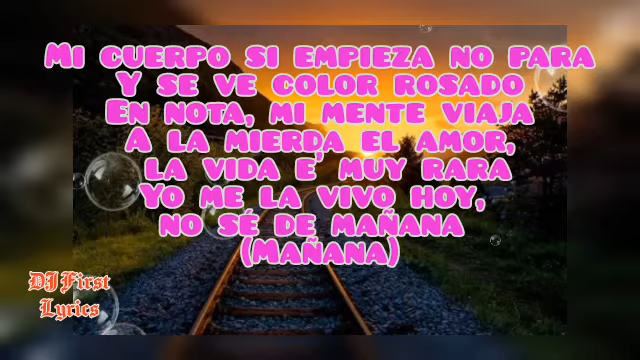 Mi cuerpo si empieza no para
Y se ve color rosado
En nota, mi mente viaja
A la mierda el amor,
la vida e' muy rara
Yo me la vivo hoy,
no sé de mañana
(Mañana)
DJ First
Lyrics